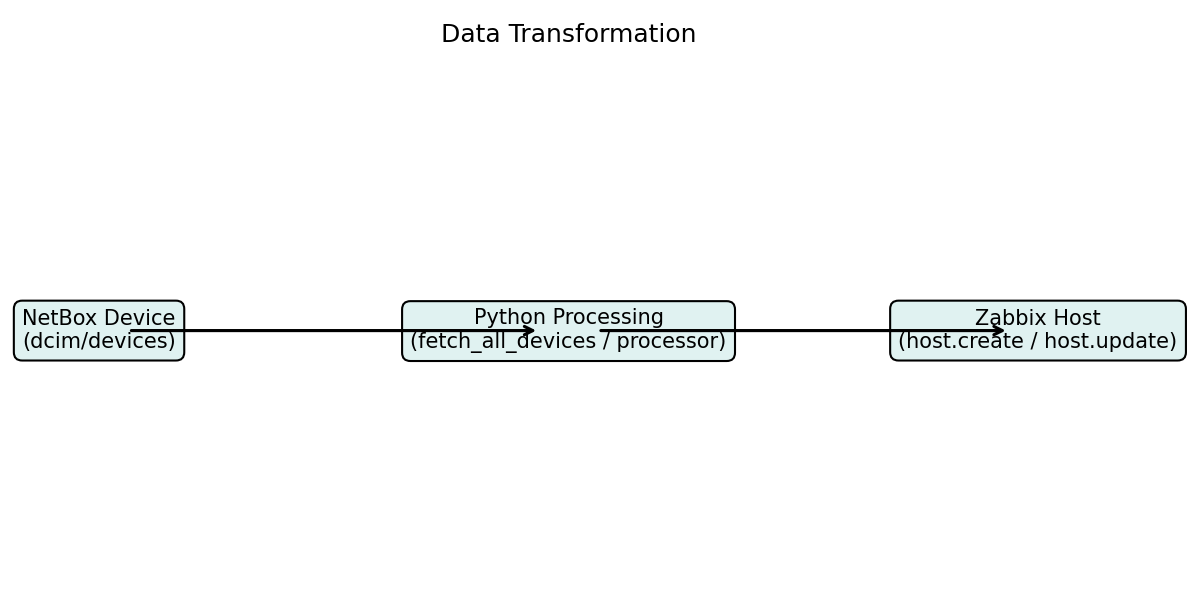 Data Transformation
NetBox Device
(dcim/devices)
Python Processing
(fetch_all_devices / processor)
Zabbix Host
(host.create / host.update)